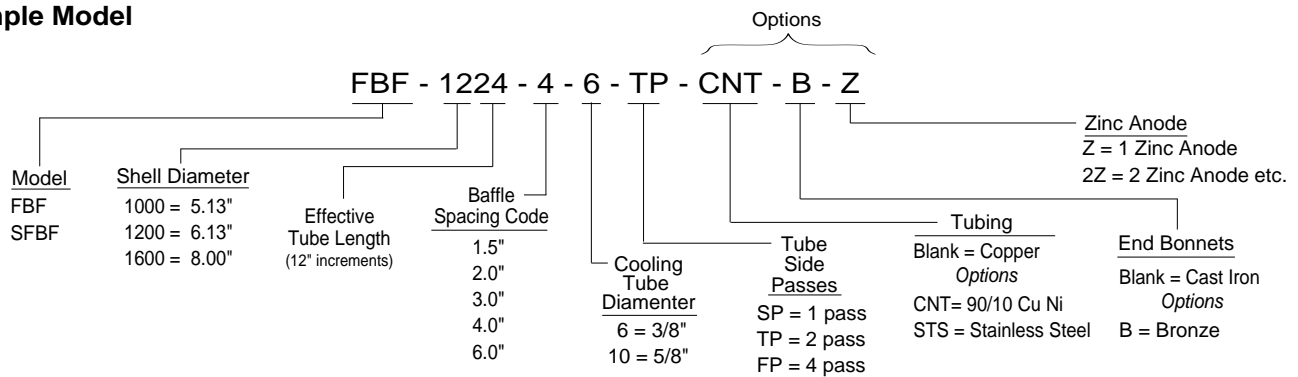 ple Model
Options
FBF - 1224 - 4 - 6 - TP - CNT - B - Z
Model
FBF
SFBF
Shell Diameter
1000 = 5.13"
1200 = 6.13"
1600 = 8.00"
Effective
Tube Length
(12" increments)
Baffle
Spacing Code
1.5"
2.0"
3.0"
4.0"
6.0"
Cooling
Tube
Diamenter
6 = 3/8"
10 = 5/8"
Tube
Side
Passes
SP = 1 pass
TP = 2 pass
FP = 4 pass
Tubing
Blank = Copper
Options
CNT= 90/10 Cu Ni
STS = Stainless Steel
End Bonnets
Blank = Cast Iron
Options
B = Bronze
Zinc Anode
Z = 1 Zinc Anode
2Z = 2 Zinc Anode etc.